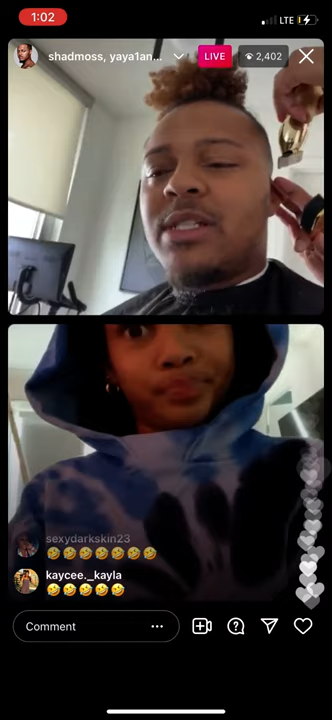 1:02
LTE
shadmoss, yaya1an...
LIVE
2,402
sexydarkskin23
🤣🤣🤣🤣🤣🤣🤣
kaycee._kayla
🤣🤣🤣🤣🤣
Comment